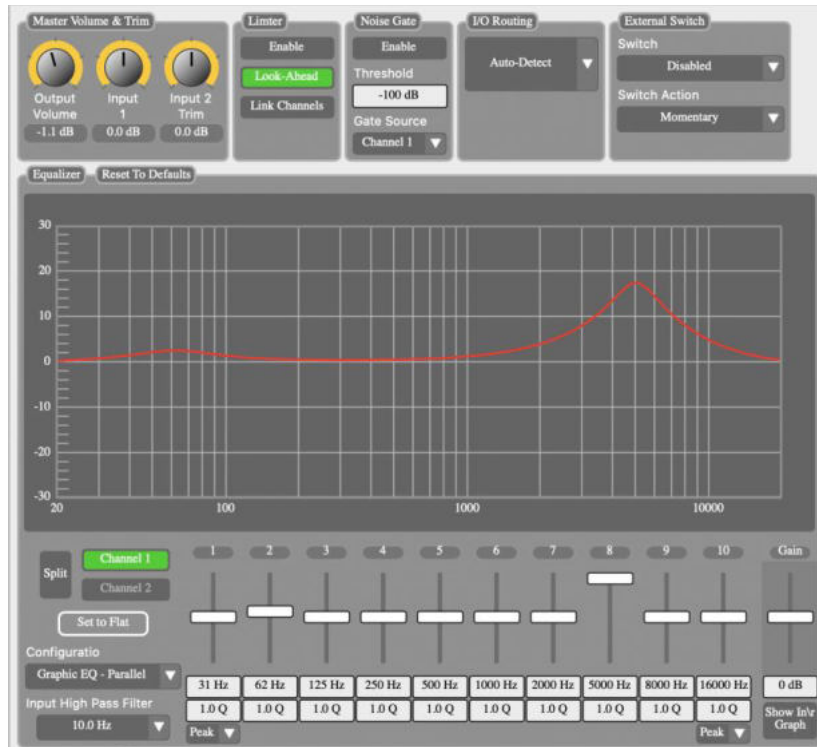 Master Volume & Trim
Output Volume
-1.1 dB
Input 1
0.0 dB
Input 2 Trim
0.0 dB
Limter
Enable
Look-Ahead
Link Channels
Noise Gate
Enable
Threshold
-100 dB
Gate Source
Channel 1
I/O Routing
Auto-Detect
External Switch
Switch
Disabled
Switch Action
Momentary
Equalizer
Reset To Defaults
30
20
10
0
-10
-20
-30
20 100 1000 10000
Split
Channel 1
Channel 2
Set to Flat
Configuratio
Graphic EQ - Parallel
Input High Pass Filter
10.0 Hz
1 2 3 4 5 6 7 8 9 10 Gain
31 Hz 62 Hz 125 Hz 250 Hz 500 Hz 1000 Hz 2000 Hz 5000 Hz 8000 Hz 16000 Hz 0 dB
1.0 Q 1.0 Q 1.0 Q 1.0 Q 1.0 Q 1.0 Q 1.0 Q 1.0 Q 1.0 Q 1.0 Q
Peak Peak
Show In\r
Graph